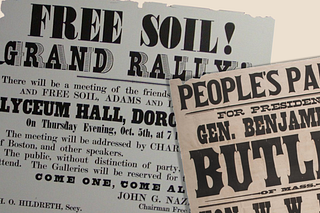 FREE SOIL!
GRAND RALLY
There will be a meeting of the friends
AND FREE SOIL, ADAMS AND
LYCEUM HALL, DORC
On Thursday Evening, Oct. 5th, at 7
The meeting will be addressed by CHAR
of Boston, and other speakers.
The public, without distinction of party,
attend. The Galleries will be reserved for
COME ONE, COME AL
JOHN G. NAZ
I. O. HILDRETH, Secy.
Chairman Free
PEOPLE'S PA
FOR PRESIDEN
GEN. BENJAMI
BUTL
OF MASS.